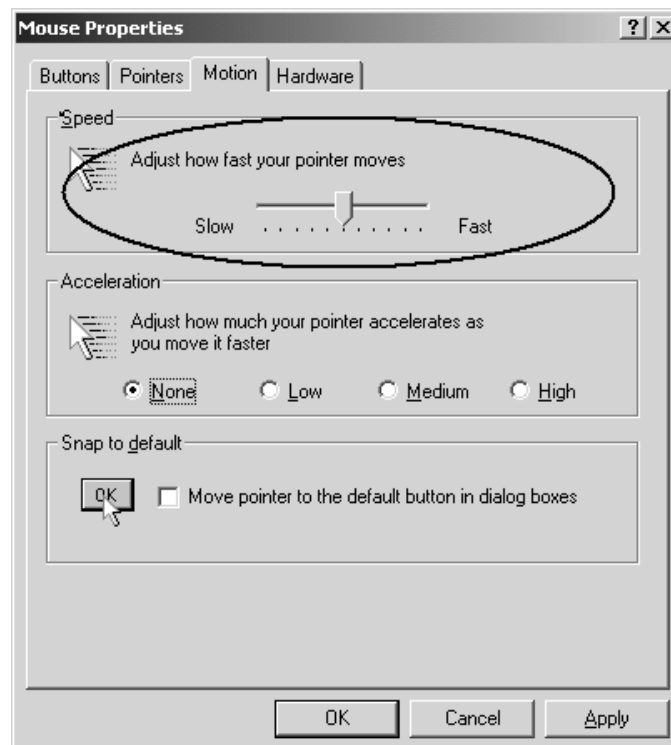 Mouse Properties
? X
Buttons Pointers Motion Hardware
Speed
Adjust how fast your pointer moves
Slow Fast
Acceleration
Adjust how much your pointer accelerates as
you move it faster
None Low Medium High
Snap to default
OK Move pointer to the default button in dialog boxes
OK Cancel Apply